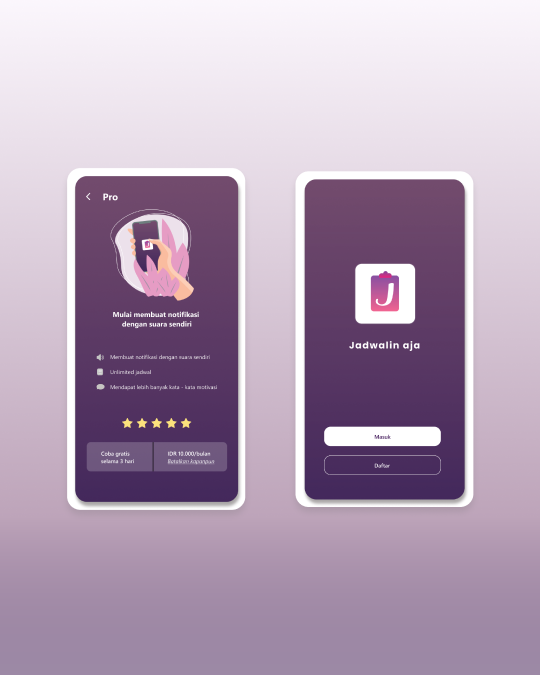 Pro
J
Mulai membuat notifikasi
dengan suara sendiri
Membuat notifikasi dengan suara sendiri
Unlimited jadwal
Mendapat lebih banyak kata - kata motivasi
Coba gratis
selama 3 hari
IDR 10.000/bulan
Batalkan kapanpun
J
Jadwalin aja
Masuk
Daftar